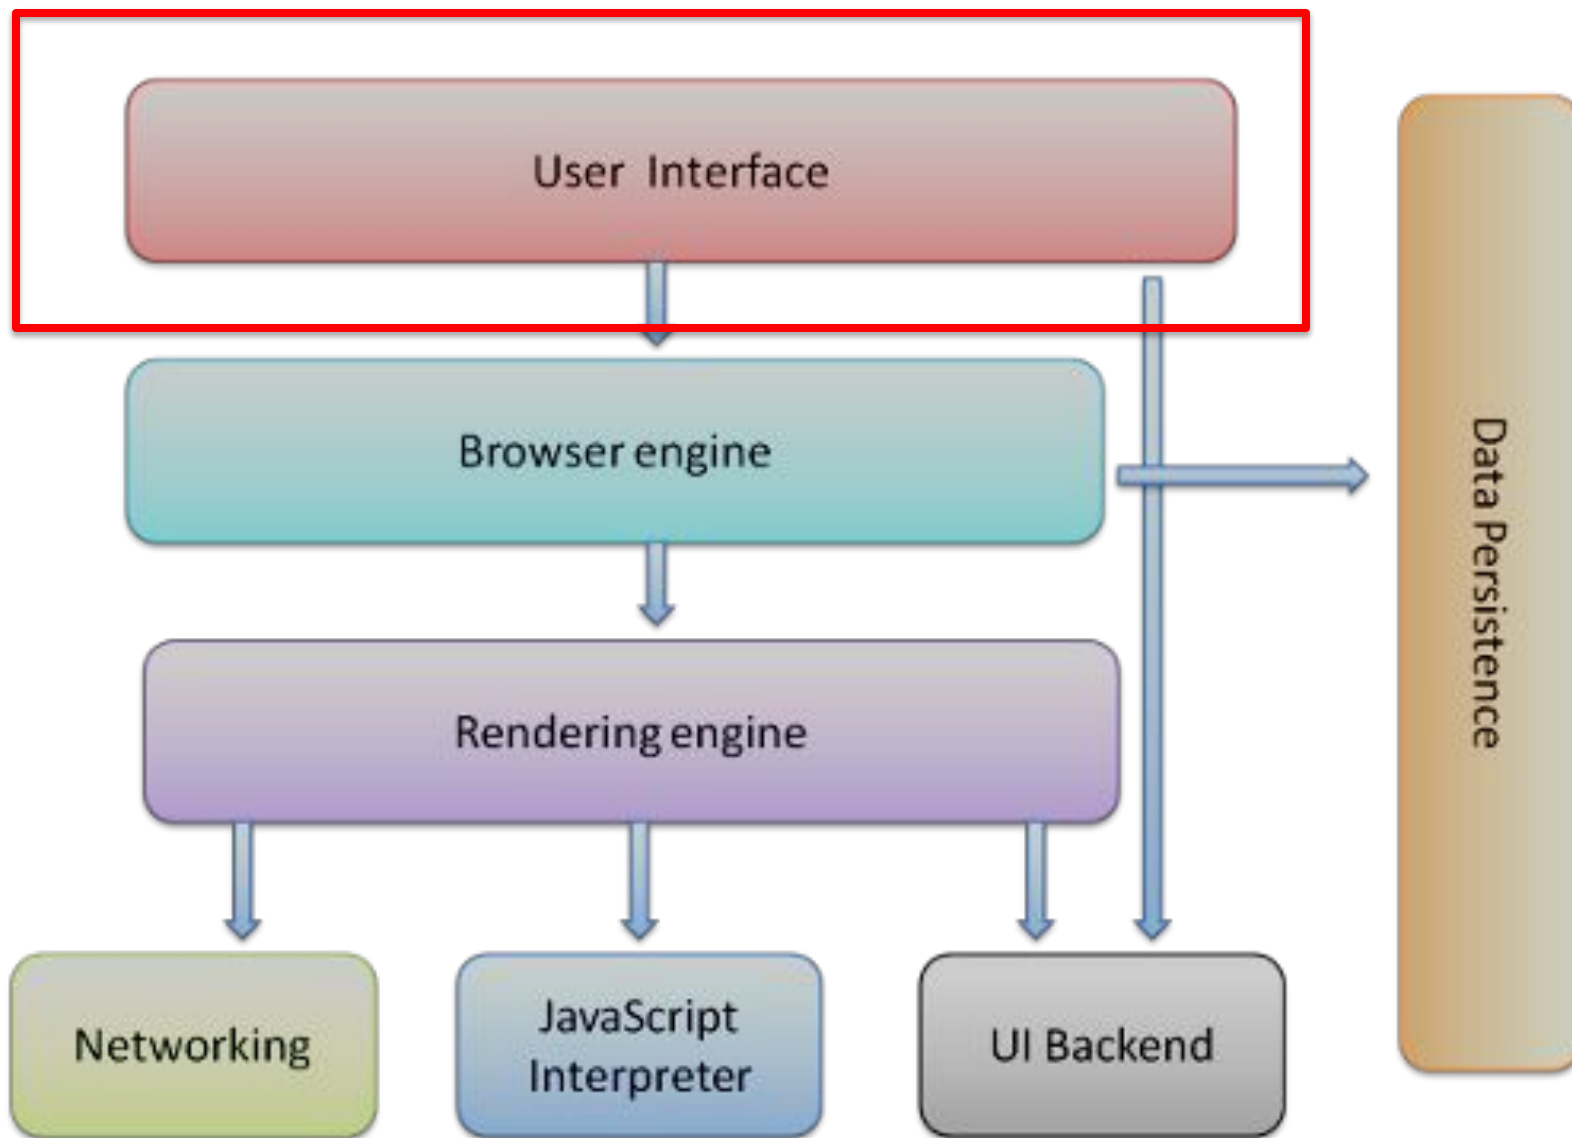 User Interface
Browser engine
Rendering engine
Networking
JavaScript
Interpreter
UI Backend
Data Persistence